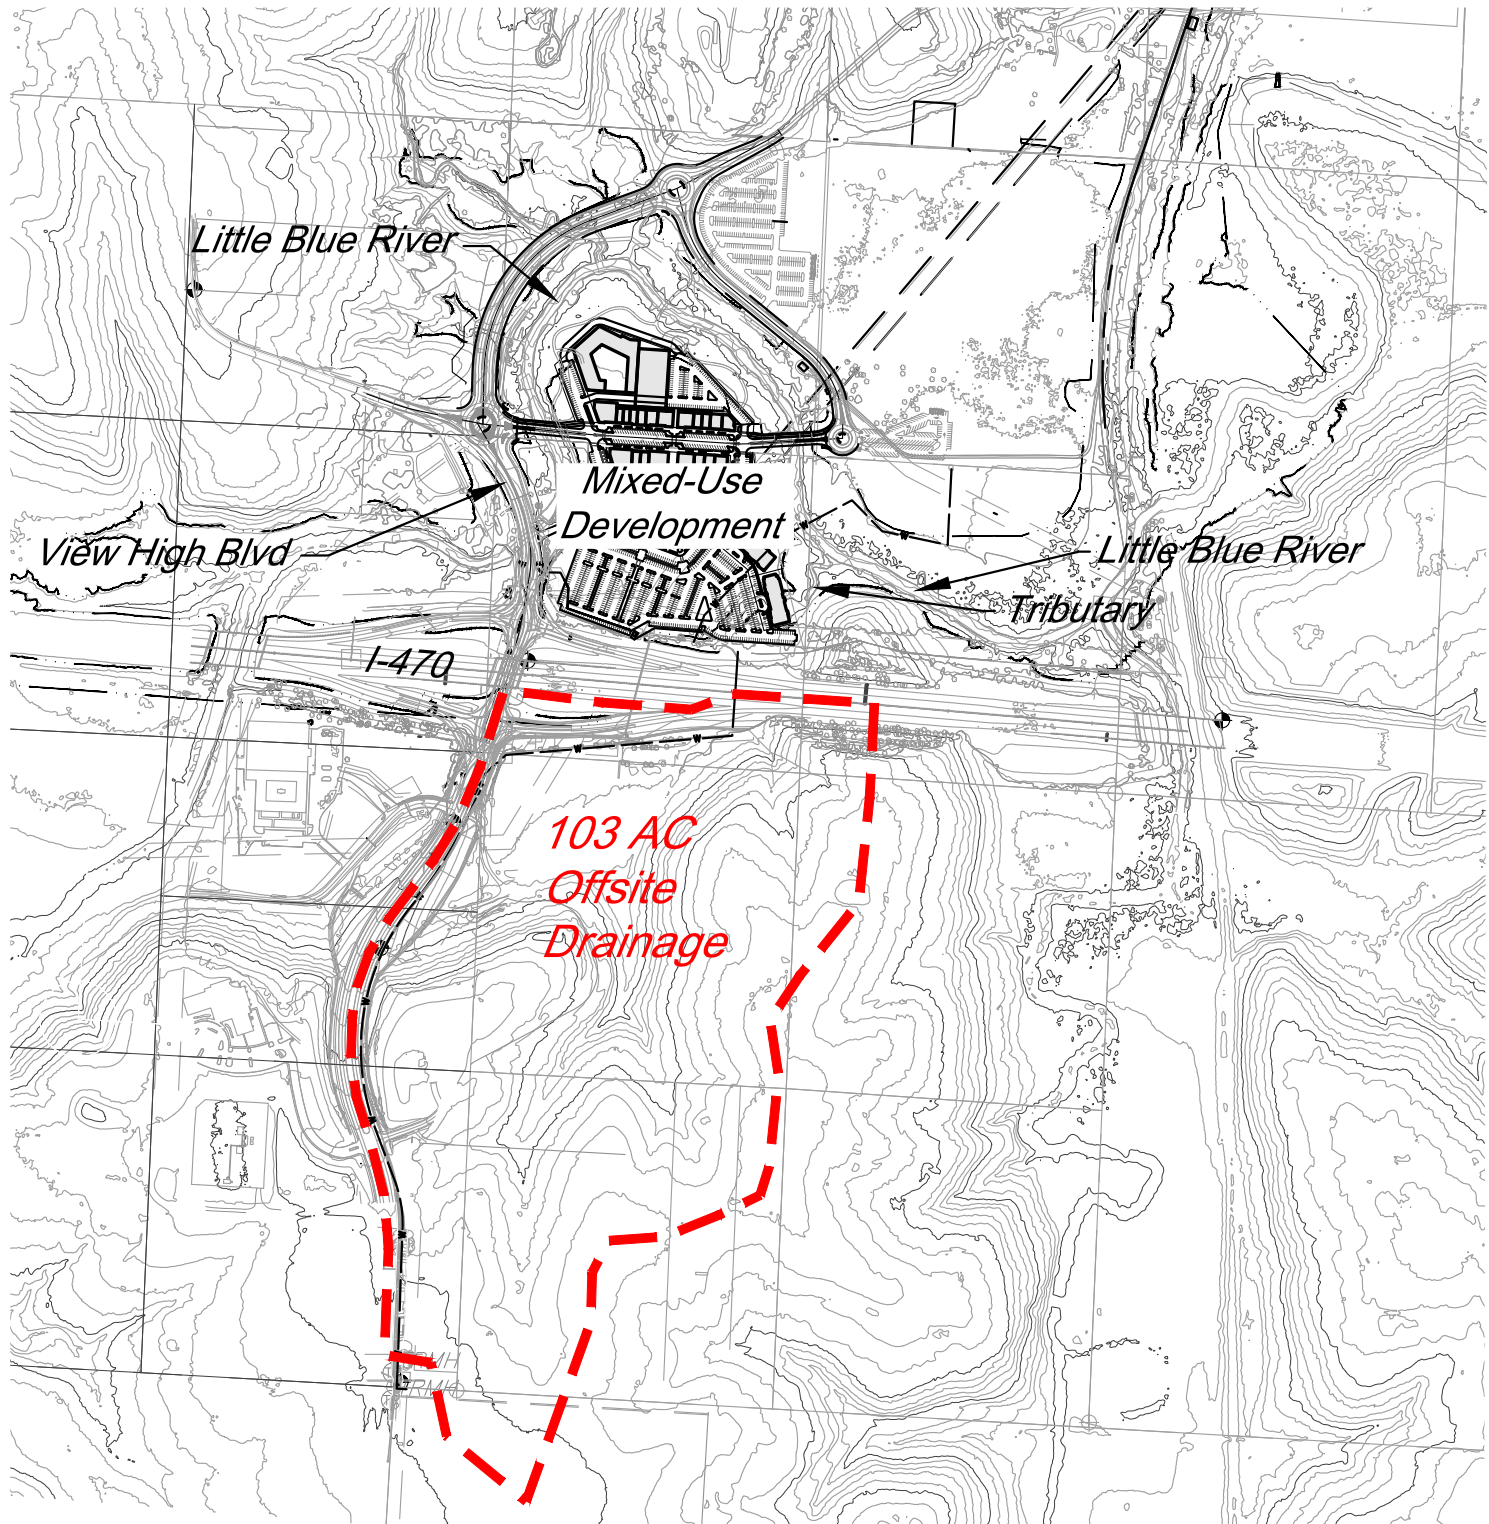 Little Blue River
Mixed-Use
Development
View High Blvd
Little Blue River
Tributary
I-470
103 AC
Offsite
Drainage